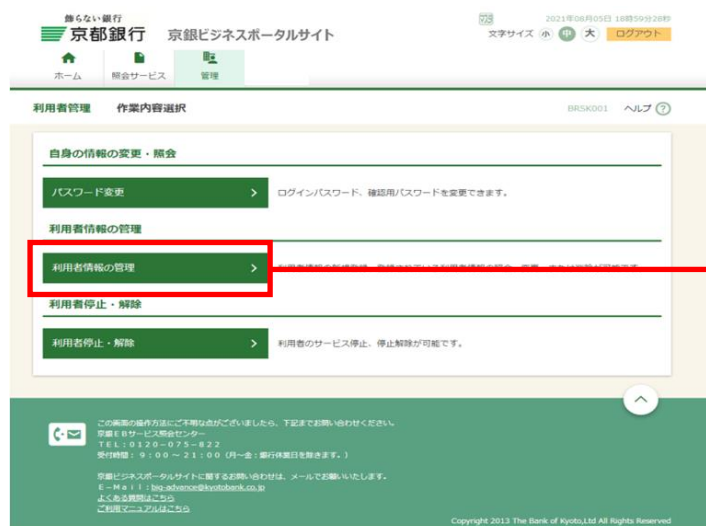 飾らない銀行
京都銀行 京銀ビジネスポータルサイト
2021年08月05日 18時59分28秒
文字サイズ 小 中 大 ログアウト
ホーム 照会サービス 管理
利用者管理 作業内容選択 BRSK001 ヘルプ ?
自身の情報の変更・照会
パスワード変更 ログインパスワード、確認用パスワードを変更できます。
利用者情報の管理
利用者情報の管理
利用者停止・解除
利用者停止・解除 利用者のサービス停止、停止解除が可能です。
この画面の操作方法にご不明な点がございましたら、下記までお問い合わせください。
京銀EBサービス照会センター
TEL:0120-075-822
受付時間:9:00~21:00(月~金:銀行休業日を除きます。)
京銀ビジネスポータルサイトに関するお問い合わせは、メールでお願いいたします。
E-Mail:big-advance@kyotobank.co.jp
よくある質問はこちら
ご利用マニュアルはこちら
Copyright 2013 The Bank of Kyoto,Ltd All Rights Reserved